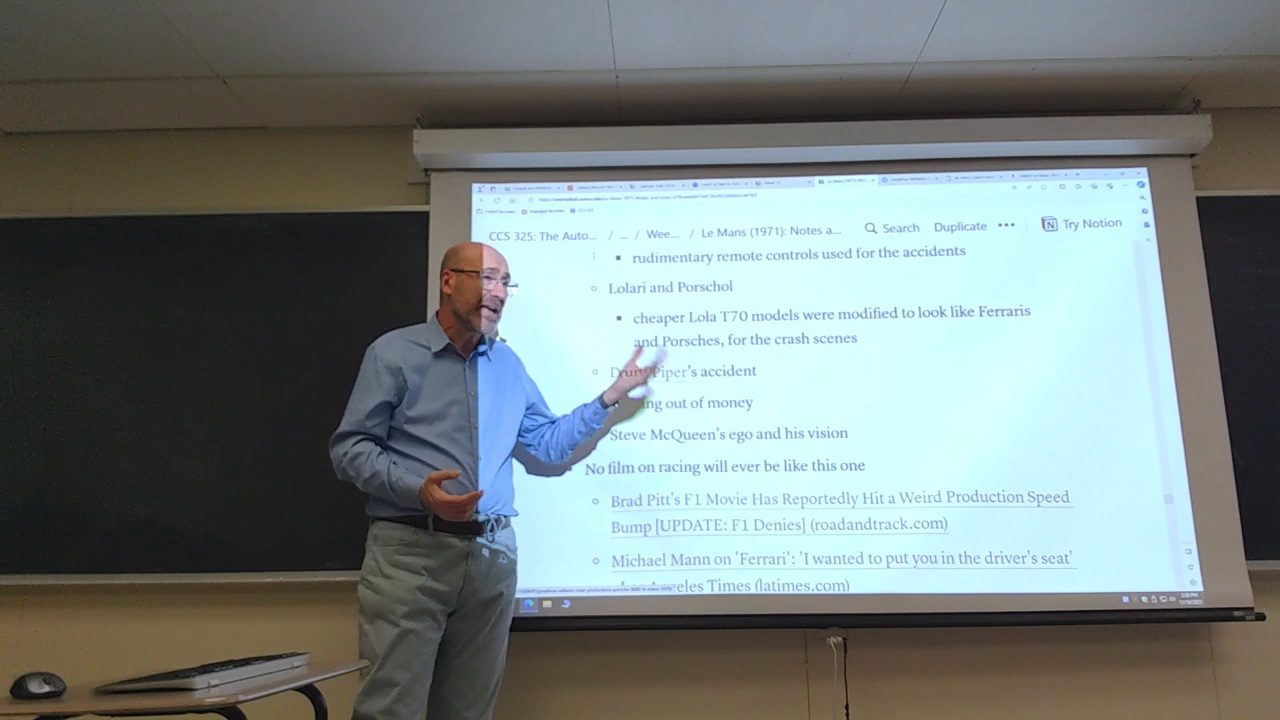 CCS 325: The Auto... / ... / Wee... / Le Mans (1971): Notes a... Search Duplicate ••• Try Notion
rudimentary remote controls used for the accidents
Lolari and Porschol
cheaper Lola T70 models were modified to look like Ferraris
and Porsches, for the crash scenes
Piper's accident
out of money
Steve McQueen's ego and his vision
No film on racing will ever be like this one
Brad Pitt's F1 Movie Has Reportedly Hit a Weird Production Speed
Bump [UPDATE: F1 Denies] (roadandtrack.com)
Michael Mann on 'Ferrari': 'I wanted to put you in the driver's seat'
Times (latimes.com)